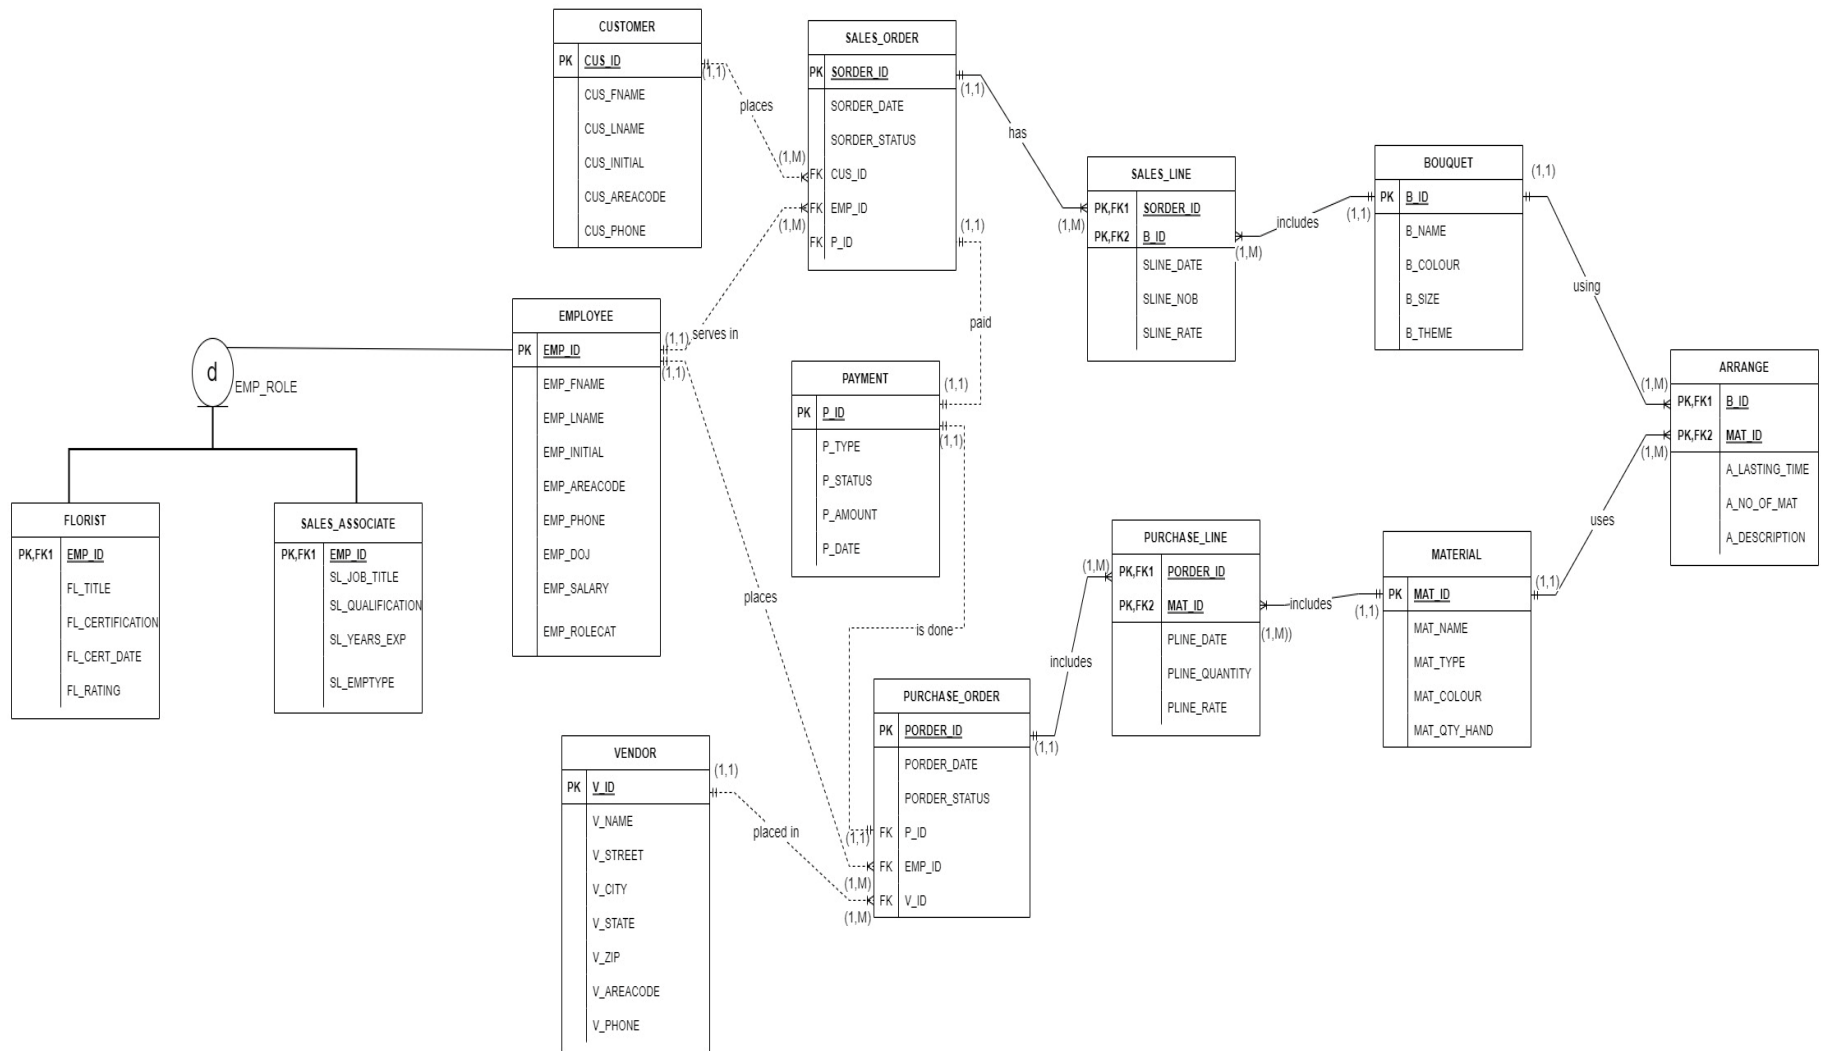 CUSTOMER
PK CUS_ID
CUS_FNAME
CUS_LNAME
CUS_INITIAL
CUS_AREACODE
CUS_PHONE
(1,1)
places
(1,M)
SALES_ORDER
PK SORDER_ID
SORDER_DATE
SORDER_STATUS
FK CUS_ID
FK EMP_ID
FK P_ID
(1,1)
has
(1,M)
(1,M)
(1,1)
paid
(1,1)
SALES_LINE
PK,FK1 SORDER_ID
PK,FK2 B_ID
SLINE_DATE
SLINE_NOB
SLINE_RATE
(1,M)
includes
(1,1)
BOUQUET
PK B_ID
B_NAME
B_COLOUR
B_SIZE
B_THEME
(1,1)
using
(1,M)
ARRANGE
PK,FK1 B_ID
PK,FK2 MAT_ID
A_LASTING_TIME
A_NO_OF_MAT
A_DESCRIPTION
(1,M)
uses
(1,1)
EMPLOYEE
PK EMP_ID
EMP_FNAME
EMP_LNAME
EMP_INITIAL
EMP_AREACODE
EMP_PHONE
EMP_DOJ
EMP_SALARY
EMP_ROLECAT
(1,1)
serves in
(1,1)
places
(1,M)
d
EMP_ROLE
FLORIST
PK,FK1 EMP_ID
FL_TITLE
FL_CERTIFICATION
FL_CERT_DATE
FL_RATING
SALES_ASSOCIATE
PK,FK1 EMP_ID
SL_JOB_TITLE
SL_QUALIFICATION
SL_YEARS_EXP
SL_EMPTYPE
PAYMENT
PK P_ID
P_TYPE
P_STATUS
P_AMOUNT
P_DATE
(1,1)
is done
(1,1)
PURCHASE_LINE
PK,FK1 PORDER_ID
PK,FK2 MAT_ID
PLINE_DATE
PLINE_QUANTITY
PLINE_RATE
(1,M)
includes
(1,1)
(1,M))
includes
(1,1)
MATERIAL
PK MAT_ID
MAT_NAME
MAT_TYPE
MAT_COLOUR
MAT_QTY_HAND
PURCHASE_ORDER
PK PORDER_ID
PORDER_DATE
PORDER_STATUS
FK P_ID
FK EMP_ID
FK V_ID
VENDOR
PK V_ID
V_NAME
V_STREET
V_CITY
V_STATE
V_ZIP
V_AREACODE
V_PHONE
(1,1)
placed in
(1,M)